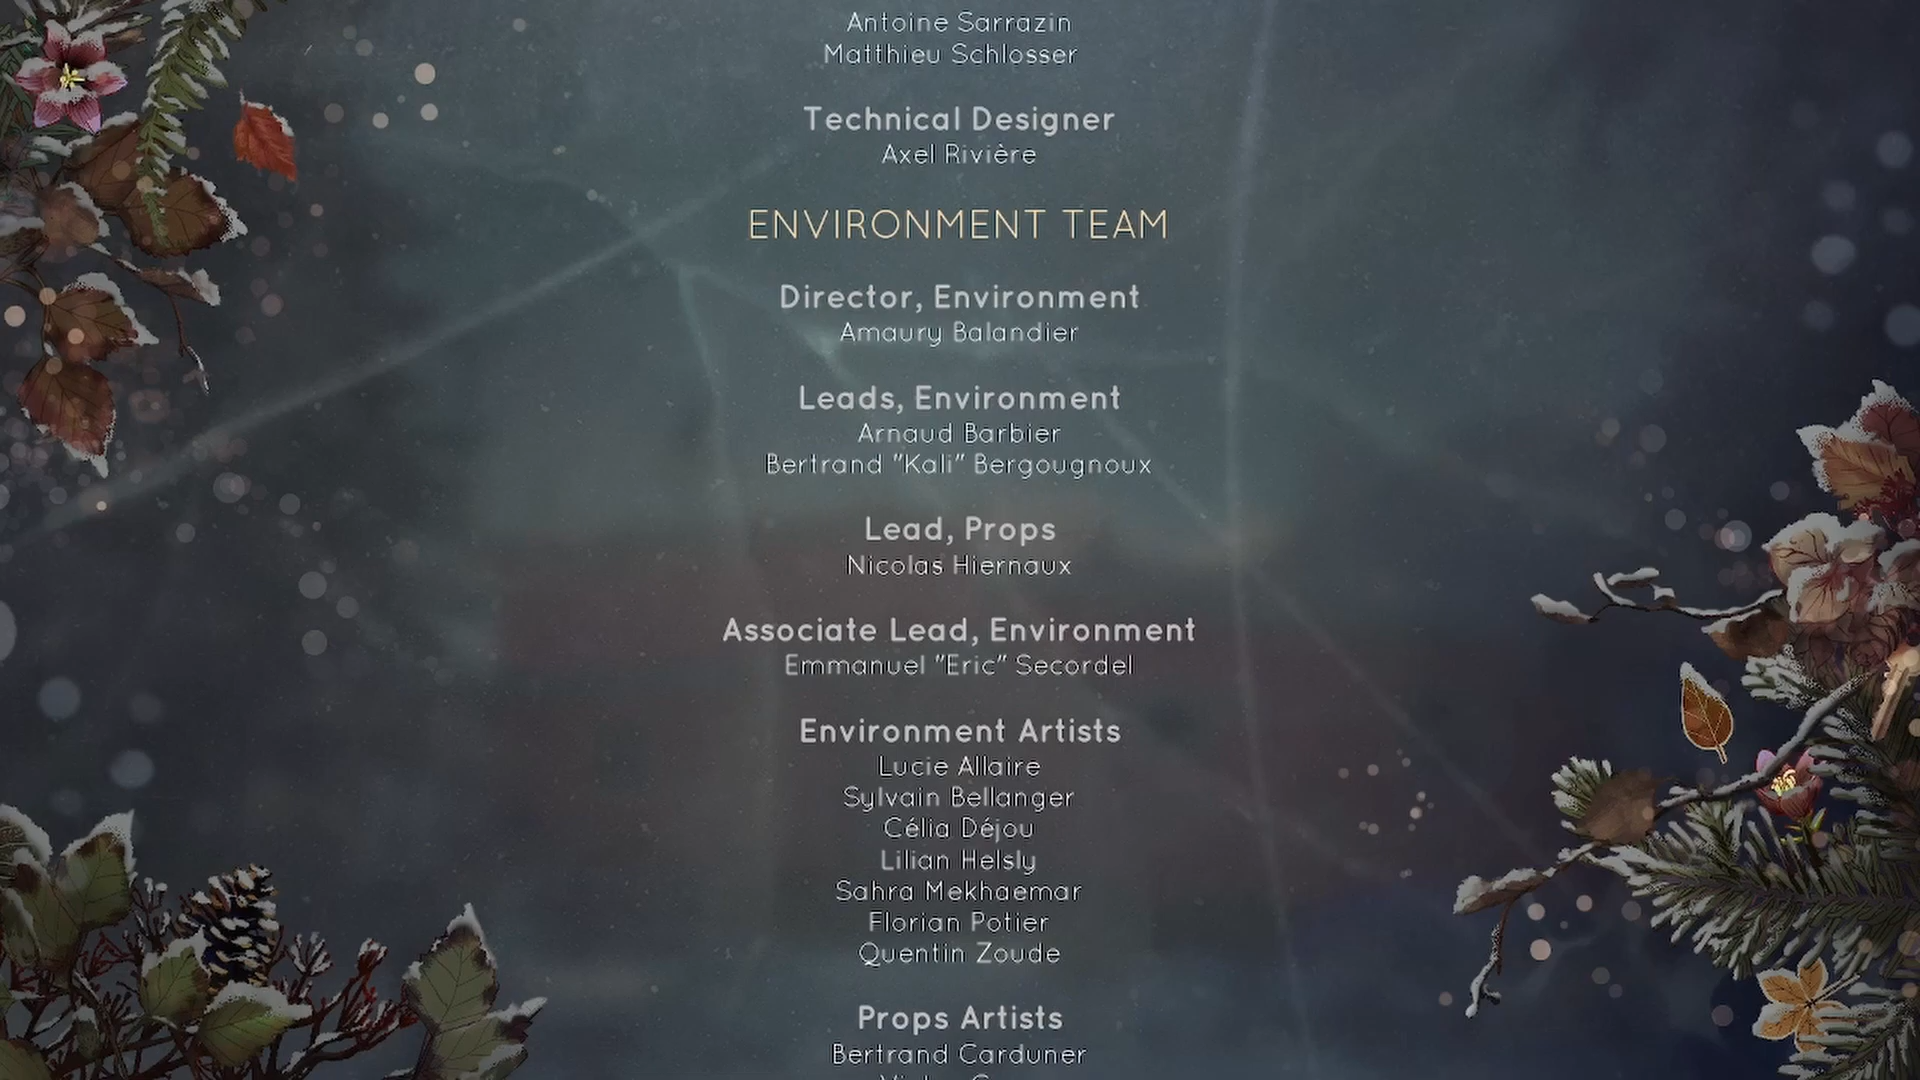 Antoine Sarrazin
Matthieu Schlosser
Technical Designer
Axel Rivière
ENVIRONMENT TEAM
Director, Environment
Amaury Balandier
Leads, Environment
Arnaud Barbier
Bertrand "Kali" Bergougnoux
Lead, Props
Nicolas Hiernaux
Associate Lead, Environment
Emmanuel "Eric" Secordel
Environment Artists
Lucie Allaire
Sylvain Bellanger
Célia Déjou
Lilian Helsly
Sahra Mekhaemar
Florian Potier
Quentin Zoude
Props Artists
Bertrand Carduner